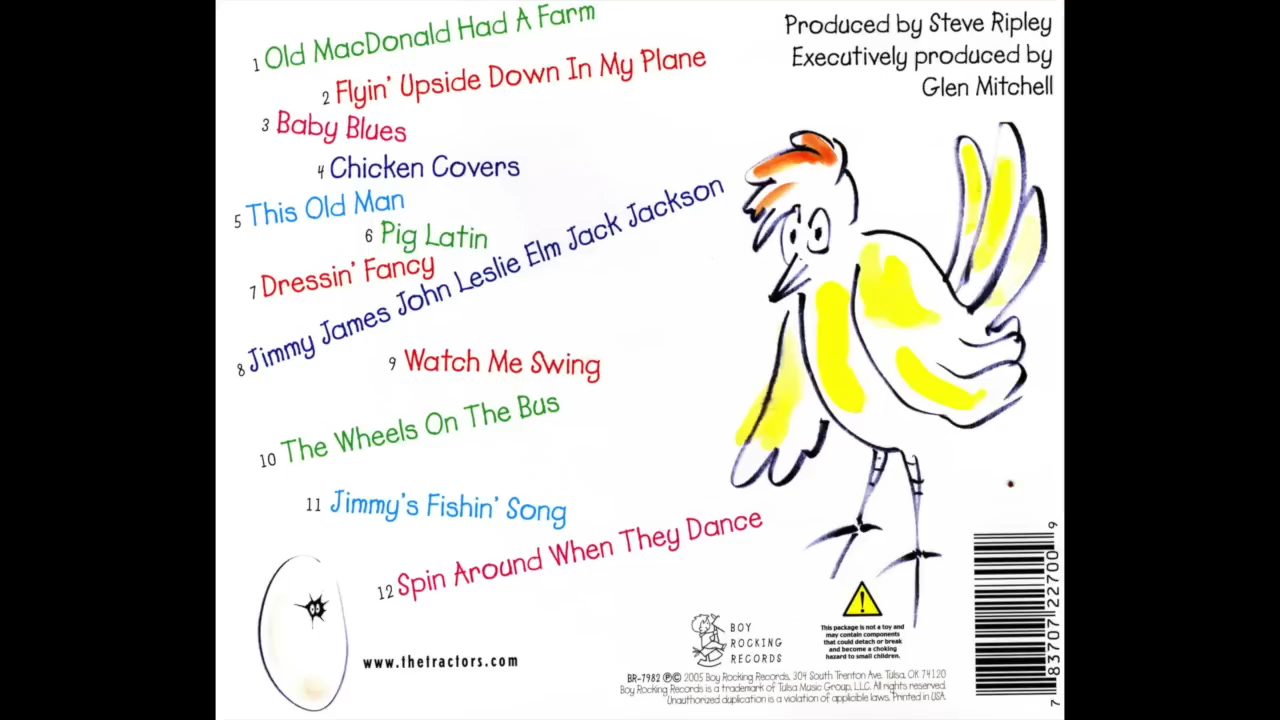 1 Old MacDonald Had A Farm
2 Flyin' Upside Down In My Plane
3 Baby Blues
4 Chicken Covers
5 This Old Man
6 Pig Latin
7 Dressin' Fancy
8 Jimmy James John Leslie Elm Jack Jackson
9 Watch Me Swing
10 The Wheels On The Bus
11 Jimmy's Fishin' Song
12 Spin Around When They Dance
Produced by Steve Ripley
Executively produced by
Glen Mitchell
www.thetractors.com
BOY
ROCKING
RECORDS
This package is not a toy and
may contain components
that could detach or break
and become a choking
hazard to small children.
BR-7982 ℗© 2005 Boy Rocking Records, 304 South Trenton Ave. Tulsa, OK 74120
Boy Rocking Records is a trademark of Tulsa Music Group, LLC. All rights reserved.
Unauthorized duplication is a violation of applicable laws. Printed in USA.
7 83707 22700 9